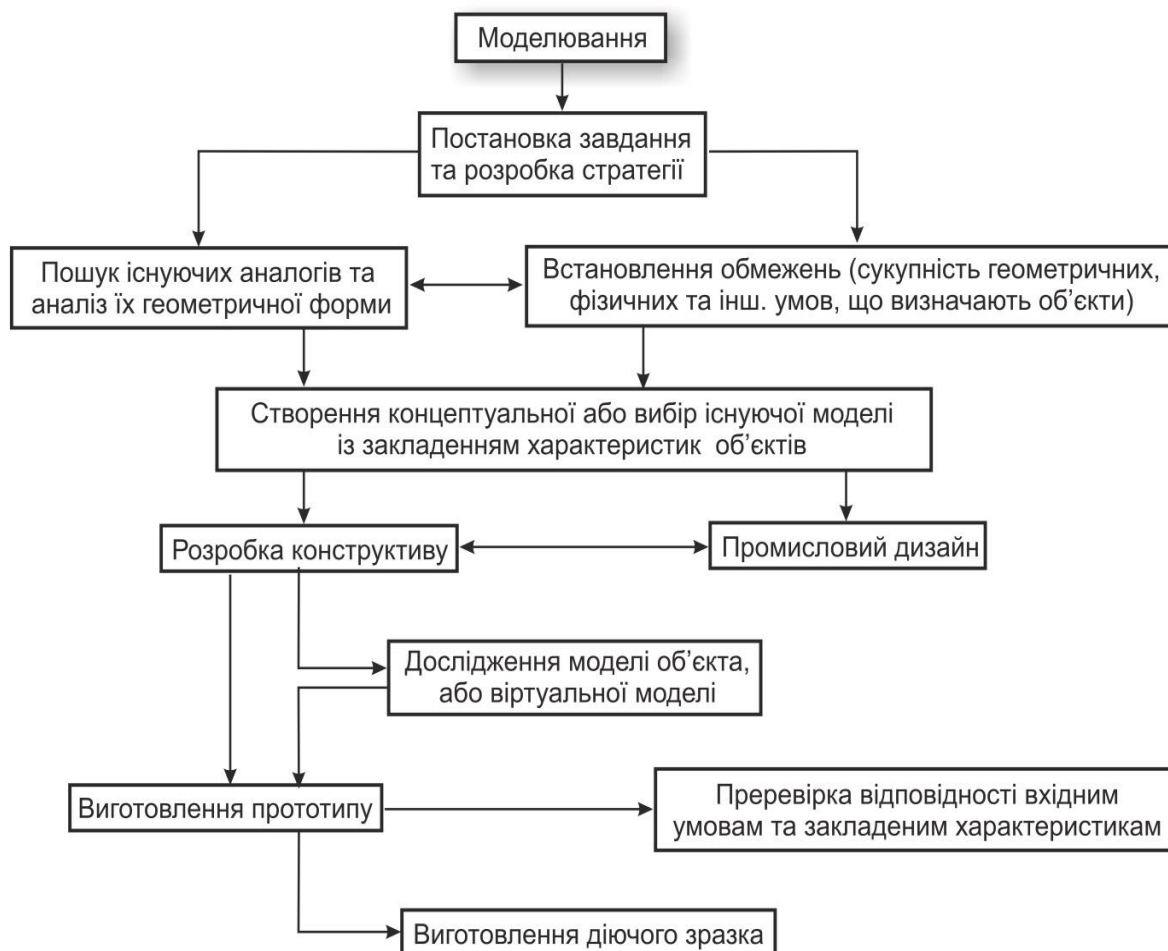 Моделювання
Постановка завдання
та розробка стратегії
Пошук існуючих аналогів та
аналіз їх геометричної форми
Встановлення обмежень (сукупність геометричних,
фізичних та інш. умов, що визначають об’єкти)
Створення концептуальної або вибір існуючої моделі
із закладенням характеристик об’єктів
Розробка конструктиву
Промисловий дизайн
Дослідження моделі об’єкта,
або віртуальної моделі
Виготовлення прототипу
Преревірка відповідності вхідним
умовам та закладеним характеристикам
Виготовлення діючого зразка